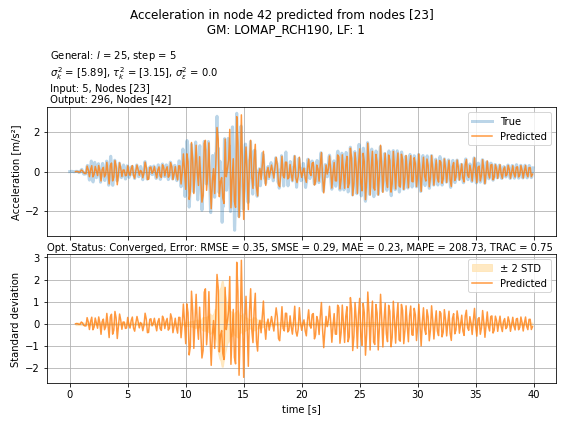 Acceleration in node 42 predicted from nodes [23]
GM: LOMAP_RCH190, LF: 1
General: l = 25, step = 5
σ²ₖ = [5.89], τ²ₖ = [3.15], σ²ε = 0.0
Input: 5, Nodes [23]
Output: 296, Nodes [42]
Acceleration [m/s²]
2
0
−2
True
Predicted
Opt. Status: Converged, Error: RMSE = 0.35, SMSE = 0.29, MAE = 0.23, MAPE = 208.73, TRAC = 0.75
Standard deviation
3
2
1
0
−1
−2
± 2 STD
Predicted
0 5 10 15 20 25 30 35 40
time [s]